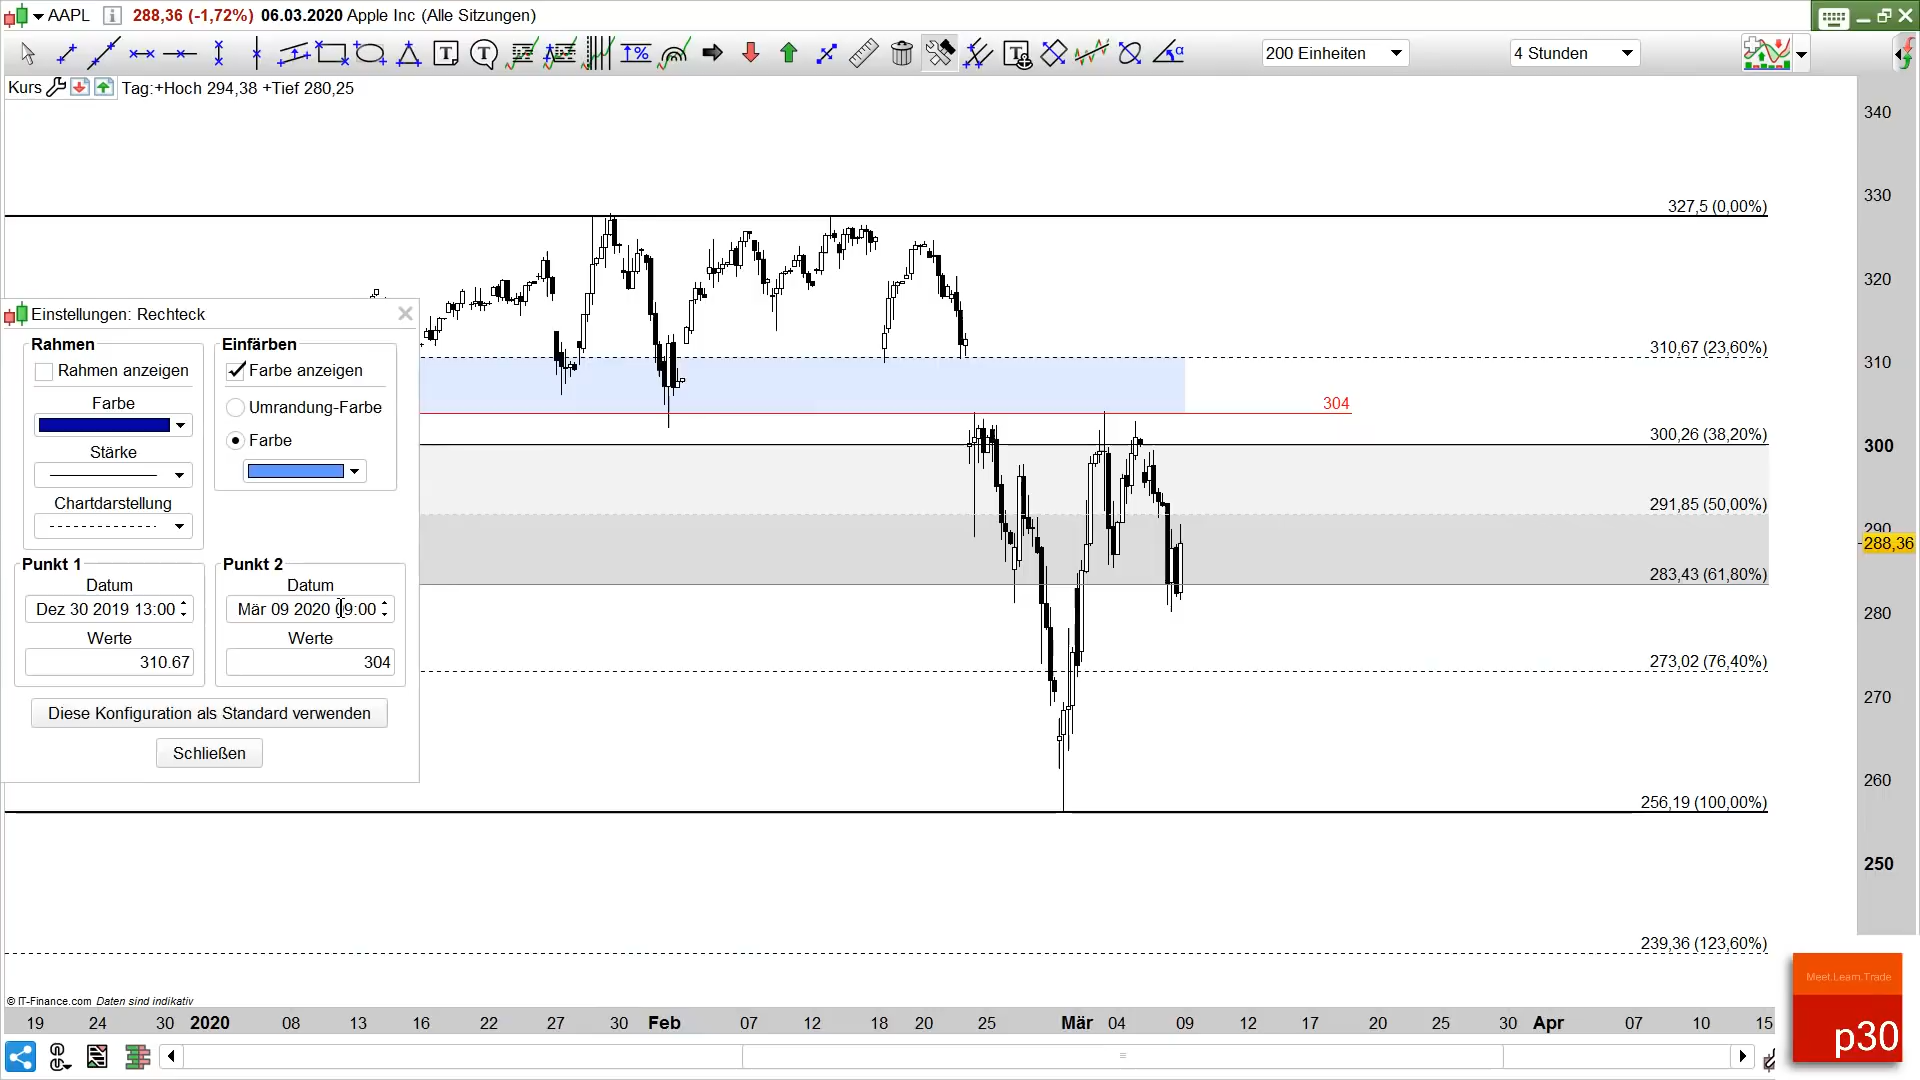 AAPL 288,36 (-1,72%) 06.03.2020 Apple Inc (Alle Sitzungen)
200 Einheiten
4 Stunden
Kurs Tag:+Hoch 294,38 +Tief 280,25
340
330
320
310
300
290
288,36
280
270
260
250
327,5 (0,00%)
310,67 (23,60%)
304
300,26 (38,20%)
291,85 (50,00%)
283,43 (61,80%)
273,02 (76,40%)
256,19 (100,00%)
239,36 (123,60%)
Einstellungen: Rechteck
Rahmen
Rahmen anzeigen
Farbe
Stärke
Chartdarstellung
Einfärben
Farbe anzeigen
Umrandung-Farbe
Farbe
Punkt 1
Datum
Dez 30 2019 13:00
Werte
310.67
Punkt 2
Datum
Mär 09 2020 09:00
Werte
304
Diese Konfiguration als Standard verwenden
Schließen
© IT-Finance.com Daten sind indikativ
19 24 30 2020 08 13 16 22 27 30 Feb 07 12 18 20 25 Mär 04 09 12 17 20 25 30 Apr 07 10 15
Meet.Learn.Trade
p30